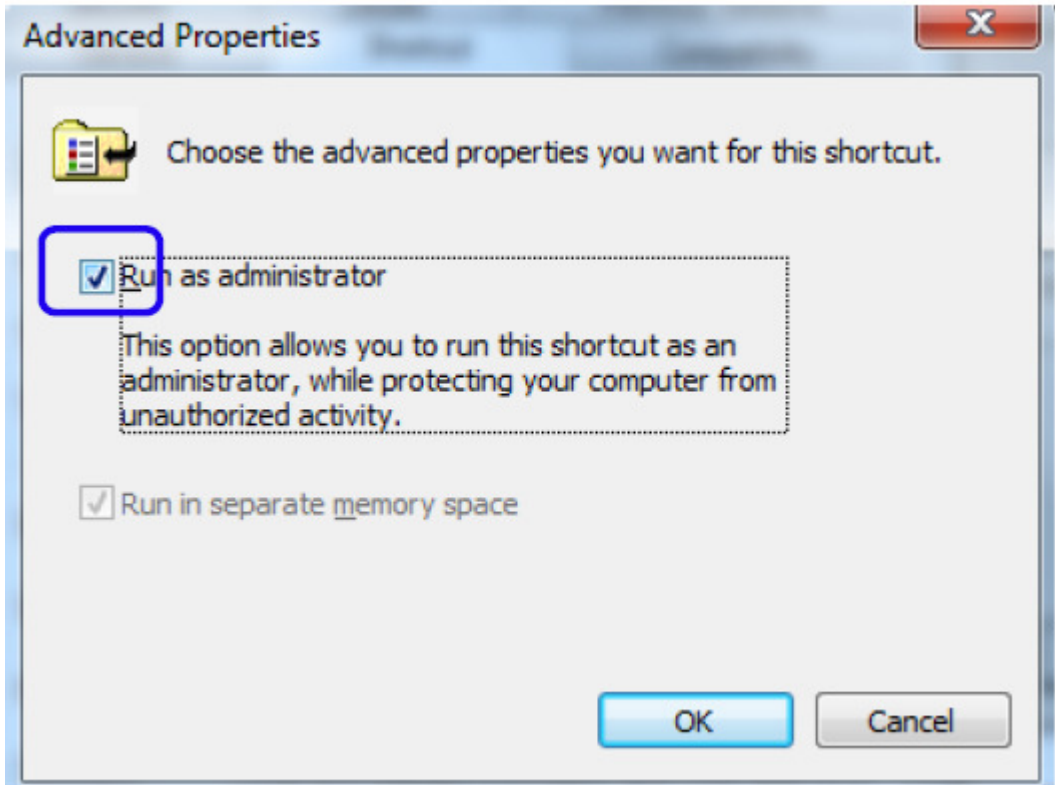 Advanced Properties
Shortcut
Choose the advanced properties you want for this shortcut.
Run as administrator
This option allows you to run this shortcut as an
administrator, while protecting your computer from
unauthorized activity.
Run in separate memory space
OK
Cancel